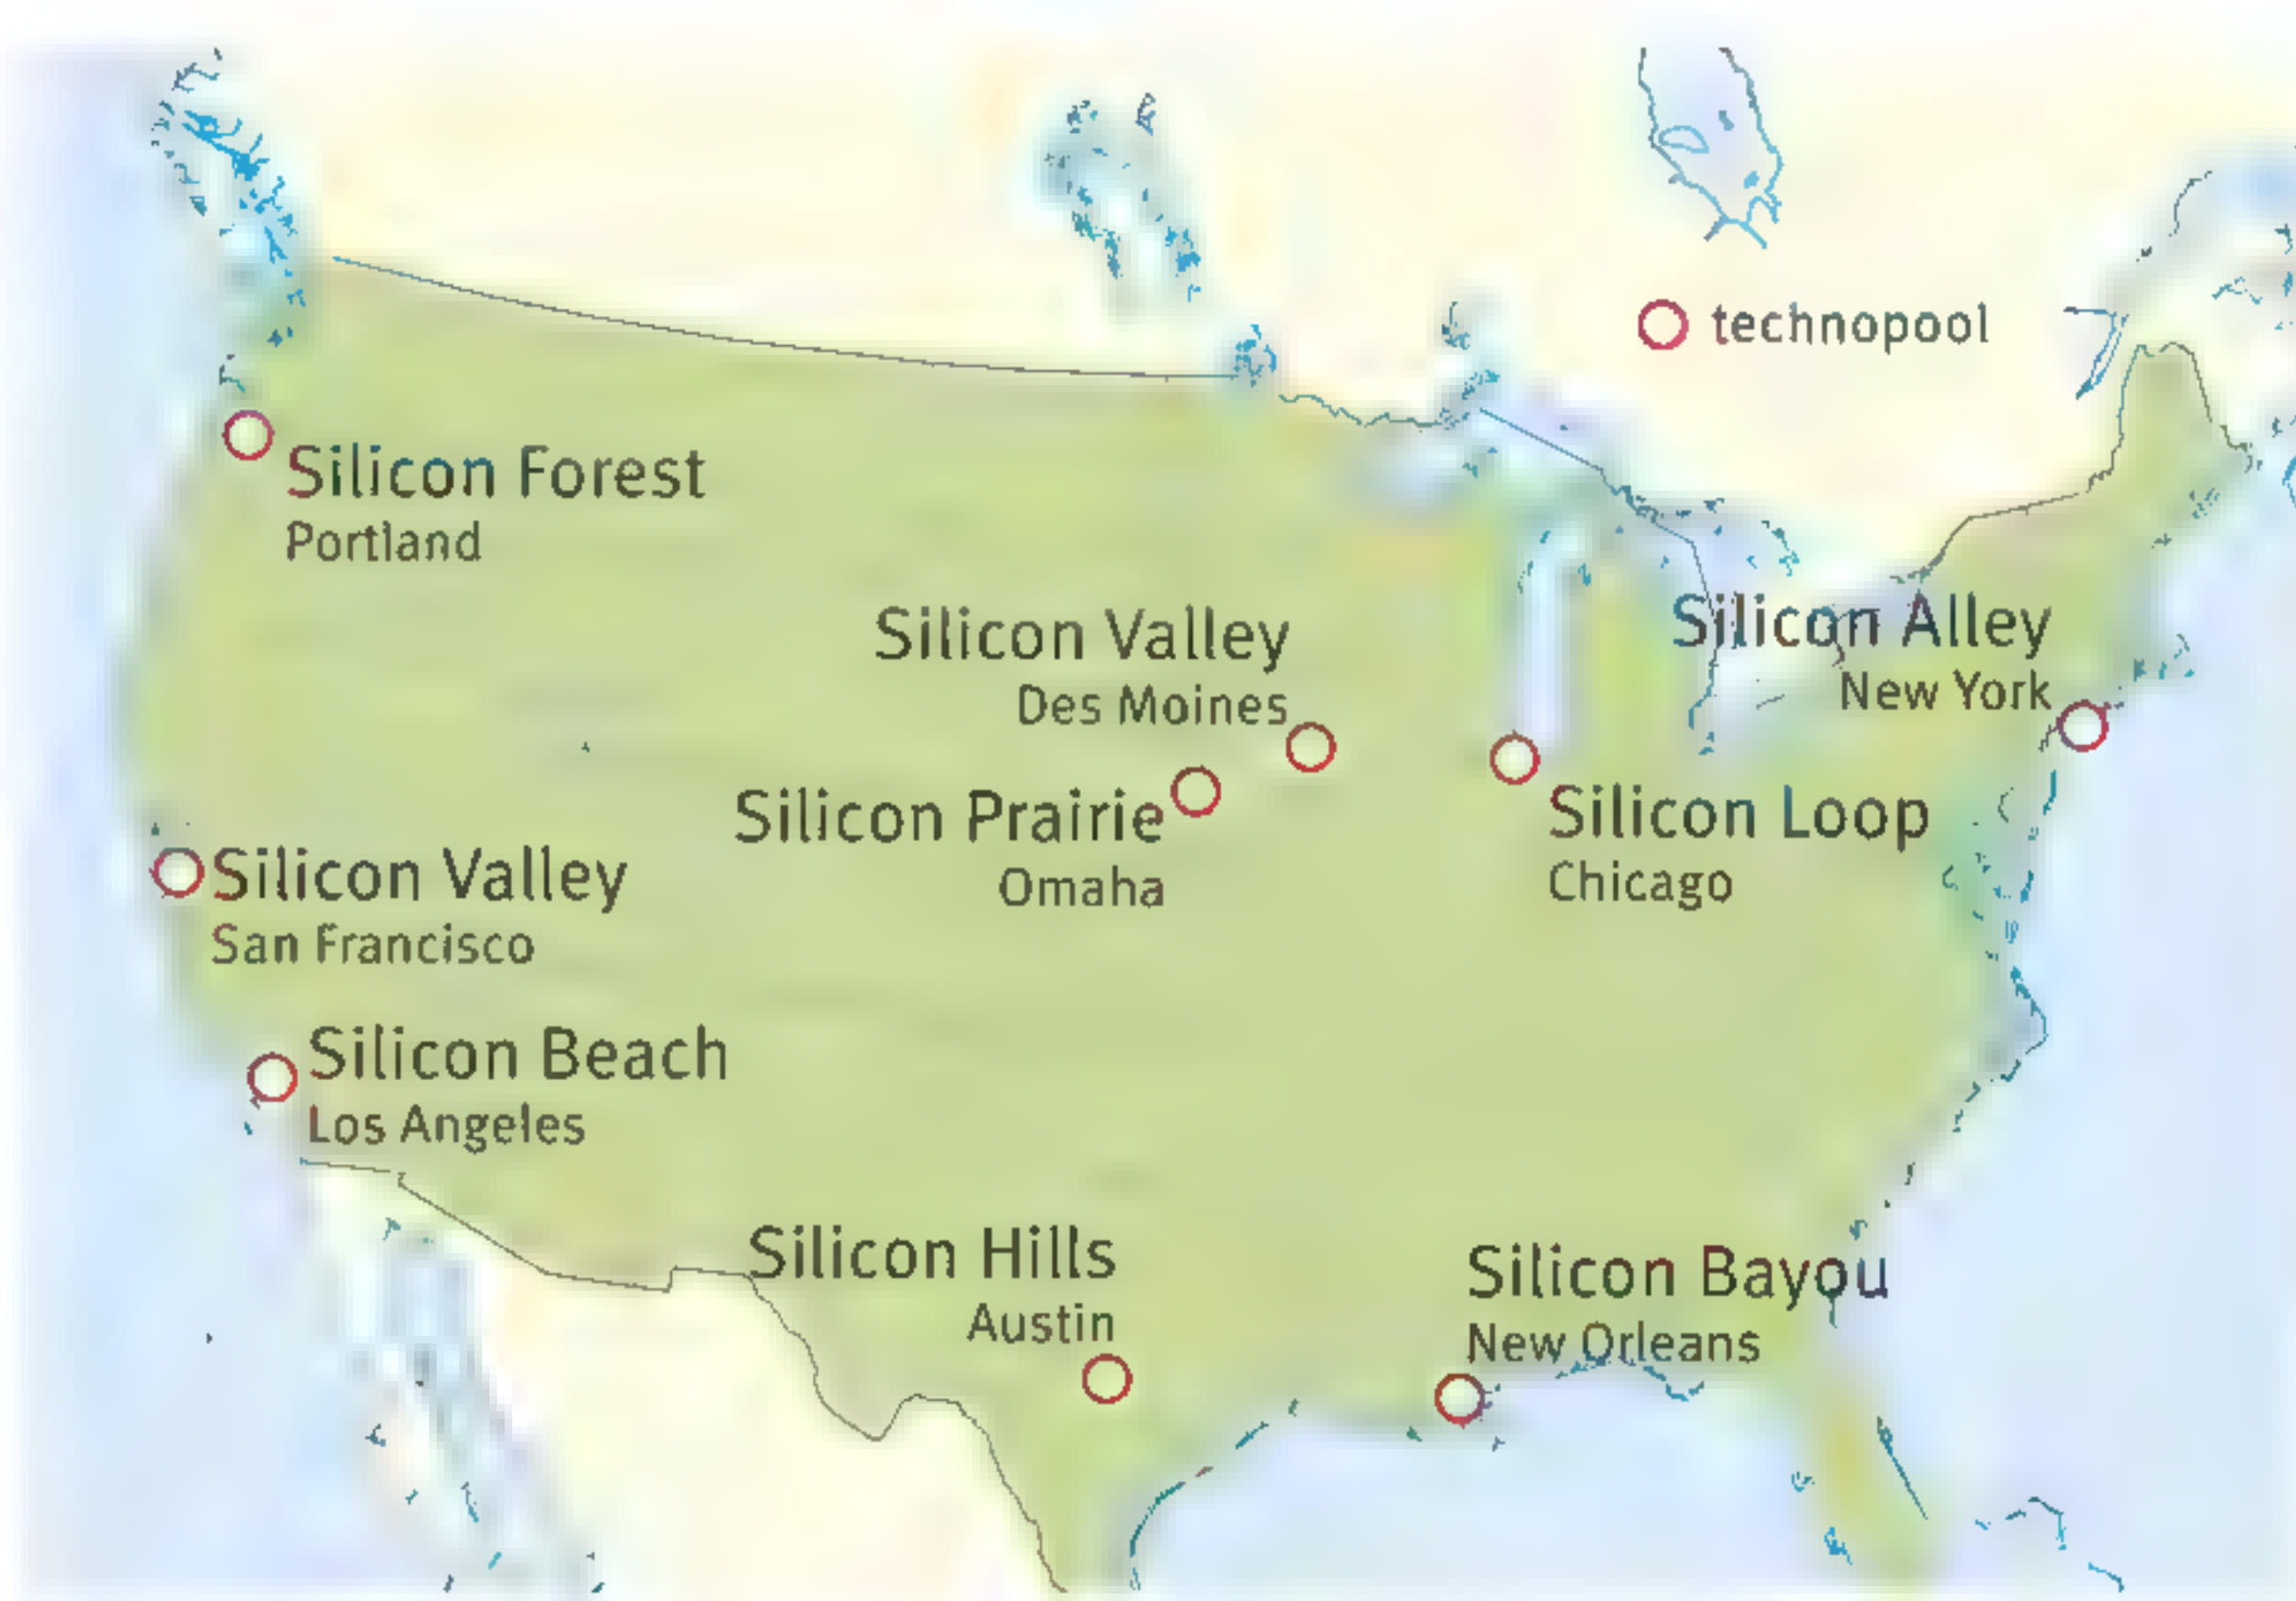 technopool
Silicon Forest
Portland
Silicon Valley
Des Moines
Silicon Alley
New York
Silicon Prairie
Omaha
Silicon Loop
Chicago
Silicon Valley
San Francisco
Silicon Beach
Los Angeles
Silicon Hills
Austin
Silicon Bayou
New Orleans